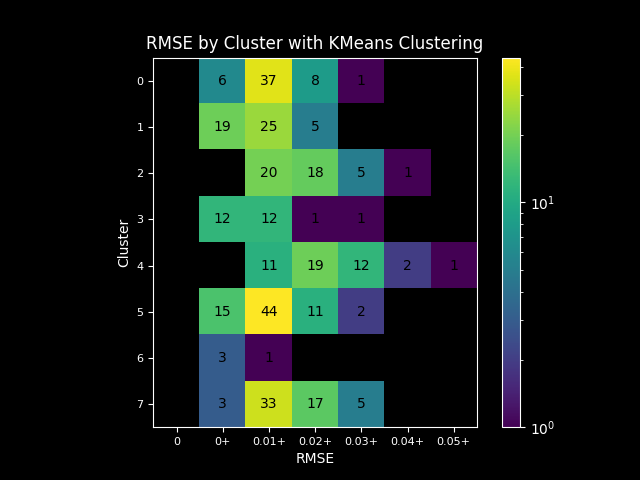 RMSE by Cluster with KMeans Clustering
0 6 37 8 1
1 19 25 5
2 20 18 5 1
3 12 12 1 1
4 11 19 12 2 1
5 15 44 11 2
6 3 1
7 3 33 17 5
0 0+ 0.01+ 0.02+ 0.03+ 0.04+ 0.05+
RMSE
Cluster
10¹
10⁰